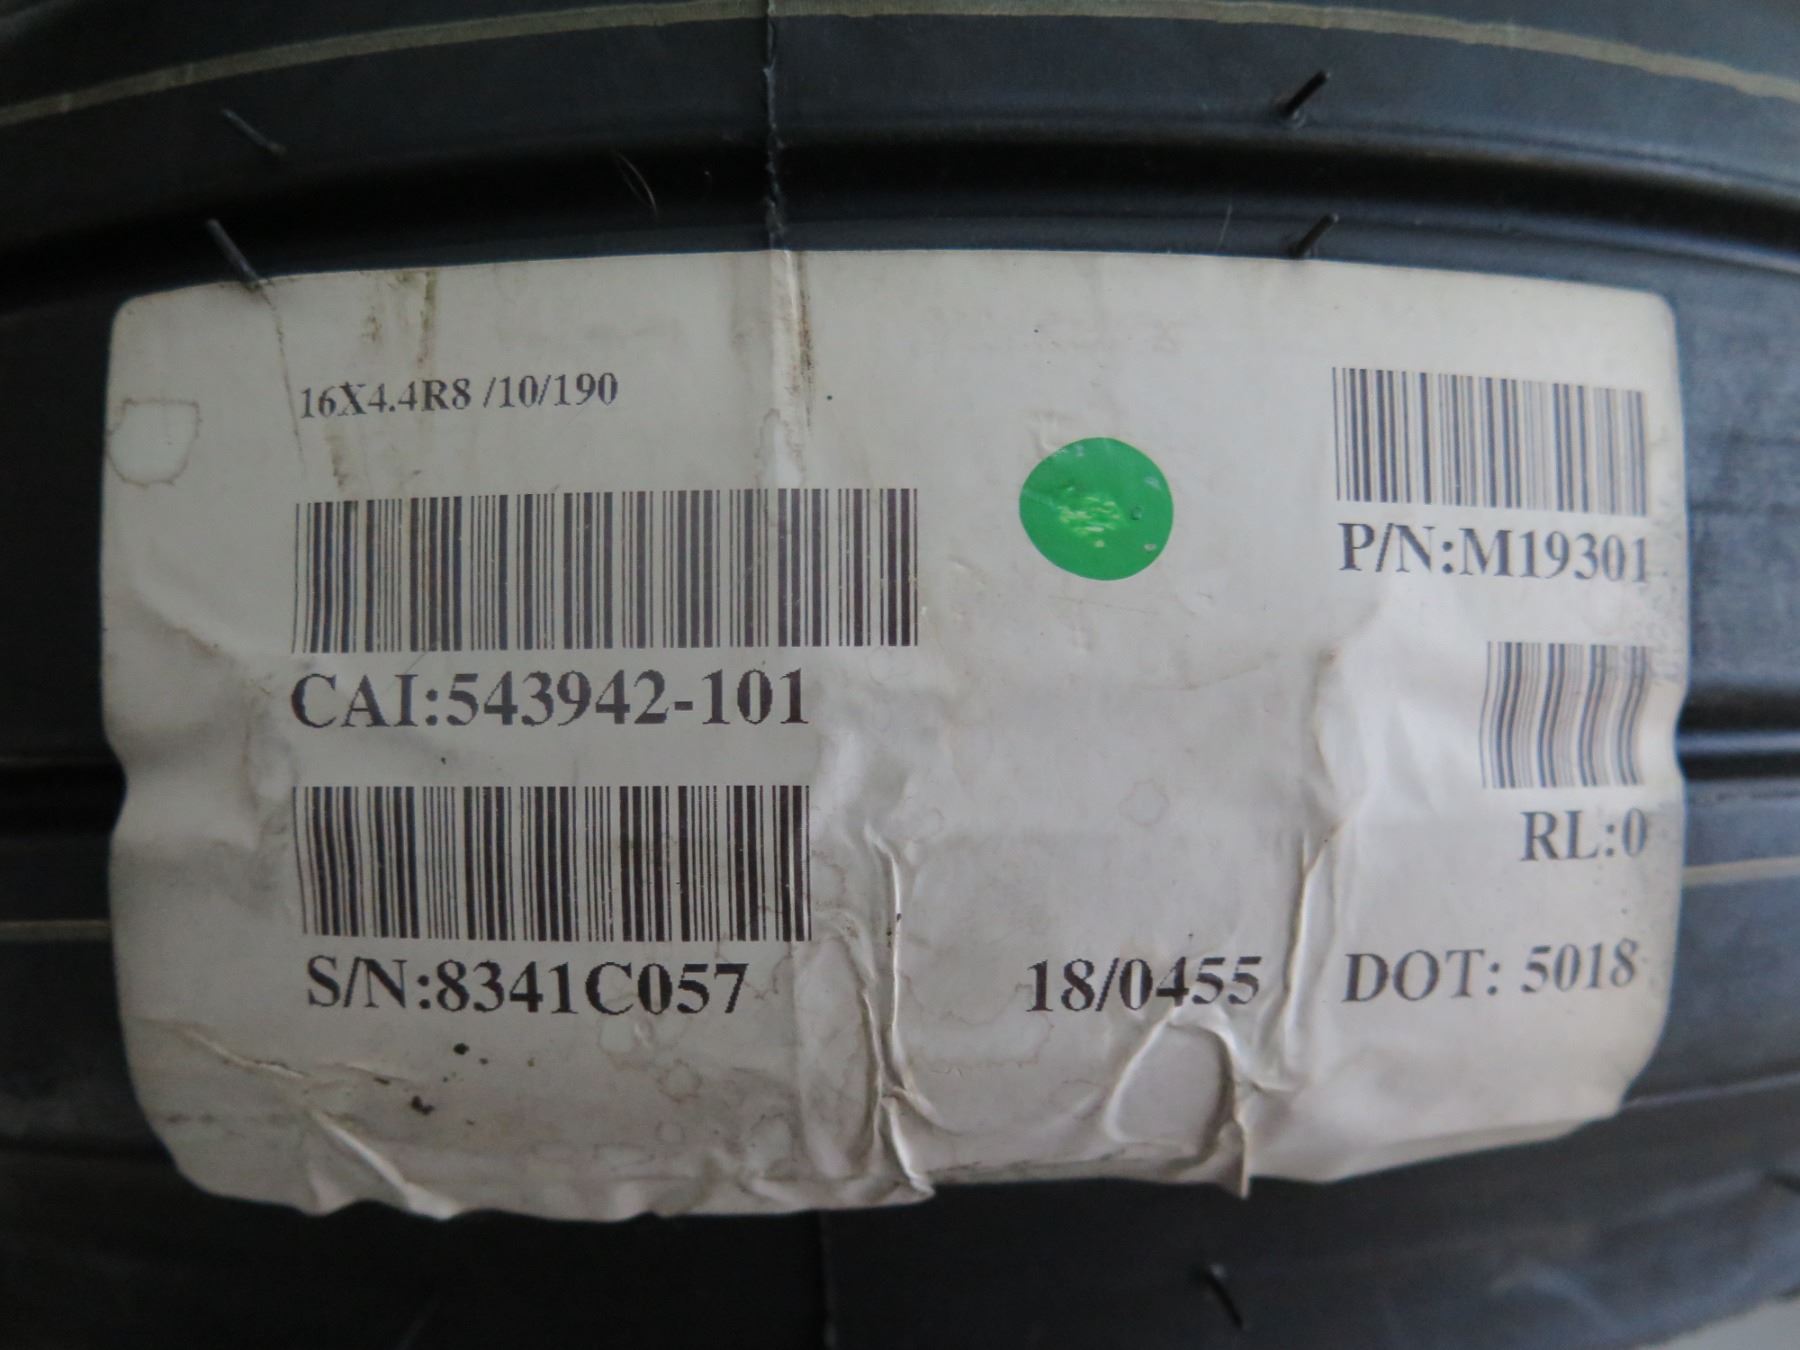 16X4.4R8 /10/190
P/N:M19301
CAI:543942-101
RL:0
S/N:8341C057
18/0455
DOT: 5018